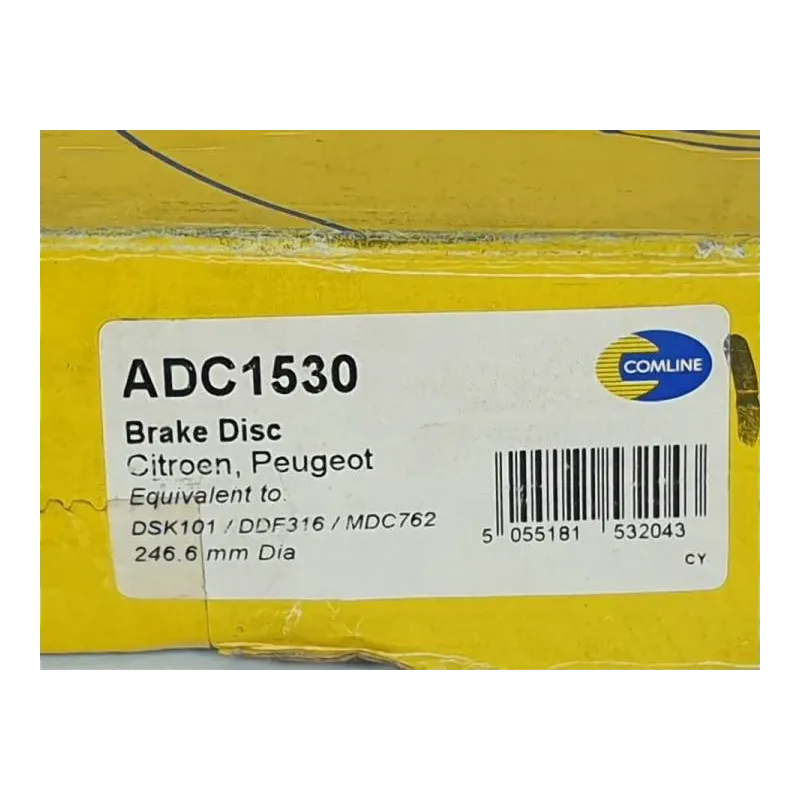 ADC1530
COMLINE
Brake Disc
Citroen, Peugeot
Equivalent to:
DSK101 / DDF316 / MDC762
246.6 mm Dia
5 055181 532043
CY